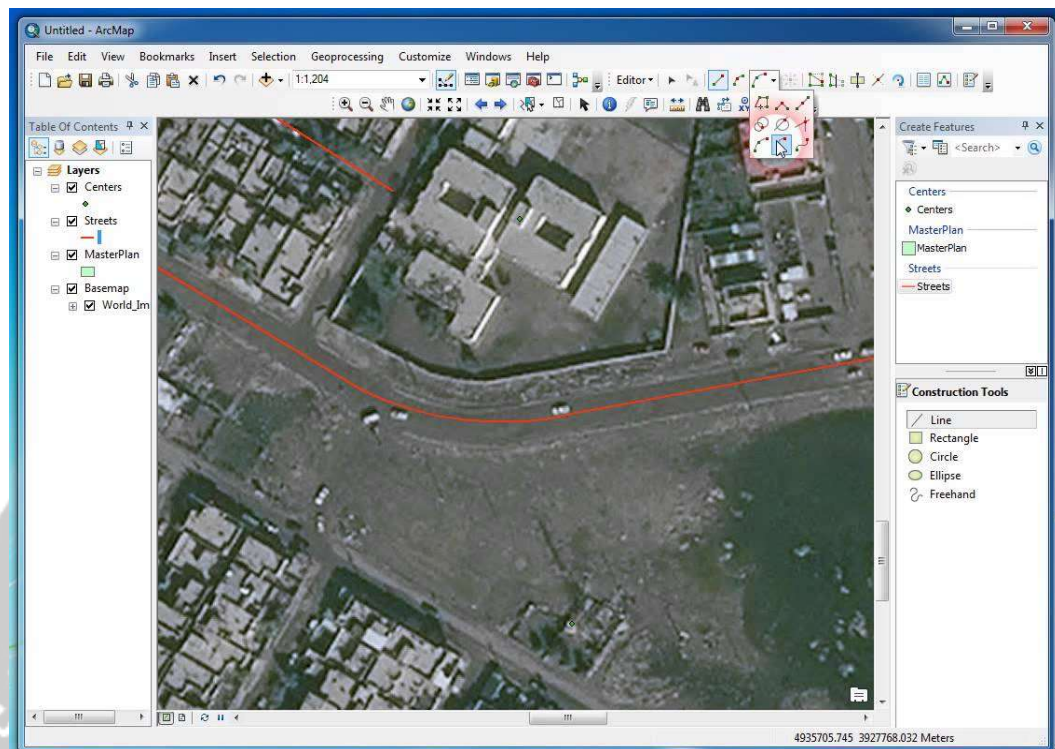 Untitled - ArcMap
File Edit View Bookmarks Insert Selection Geoprocessing Customize Windows Help
1:1,204 Editor
Table Of Contents
Layers
Centers
Streets
MasterPlan
Basemap
World_Im
Create Features
<Search>
Centers
Centers
MasterPlan
MasterPlan
Streets
Streets
Construction Tools
Line
Rectangle
Circle
Ellipse
Freehand
4935705.745 3927768.032 Meters